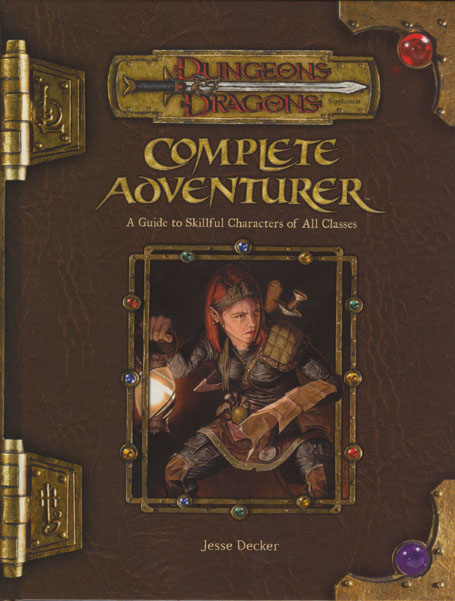 DUNGEONS
& DRAGONS
Supplement
COMPLETE
ADVENTURER
A Guide to Skillful Characters of All Classes
Jesse Decker